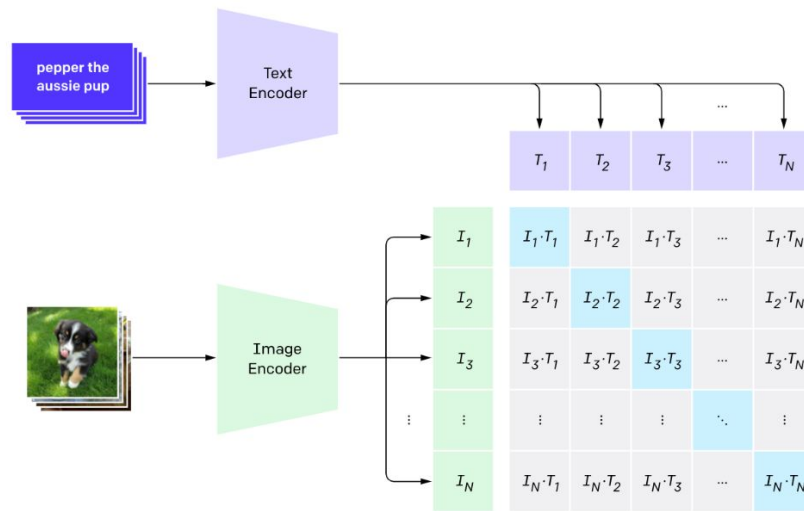 pepper the
aussie pup
Text
Encoder
...
T1 T2 T3 ... TN
I1 I1·T1 I1·T2 I1·T3 ... I1·TN
I2 I2·T1 I2·T2 I2·T3 ... I2·TN
Image
Encoder
I3 I3·T1 I3·T2 I3·T3 ... I3·TN
⋮ ⋮ ⋮ ⋮ ⋮ ⋱ ⋮
IN IN·T1 IN·T2 IN·T3 ... IN·TN